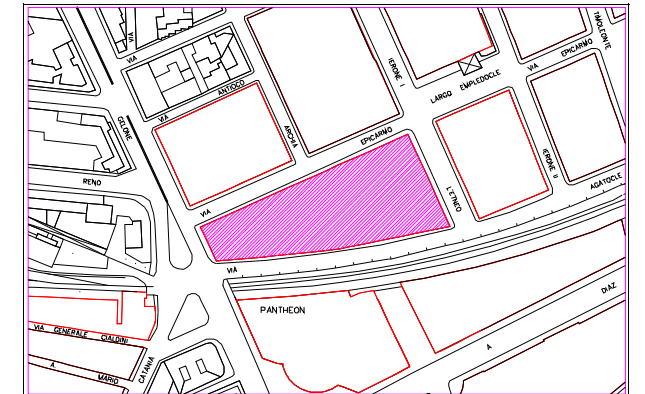 TIMOLEONTE
VIA
VIA
EPICARMO
VIA
IERONE I
LARGO EMPLEDOCLE
VIA
ANTIOCO
GELONE
ARCHIA
EPICARMO
IERONE II
RENO
AGATOCLE
L'ETNEO
VIA
VIA
PANTHEON
DIAZ
A
VIA GENERALE CIALDINI
CATANIA
A MARIO